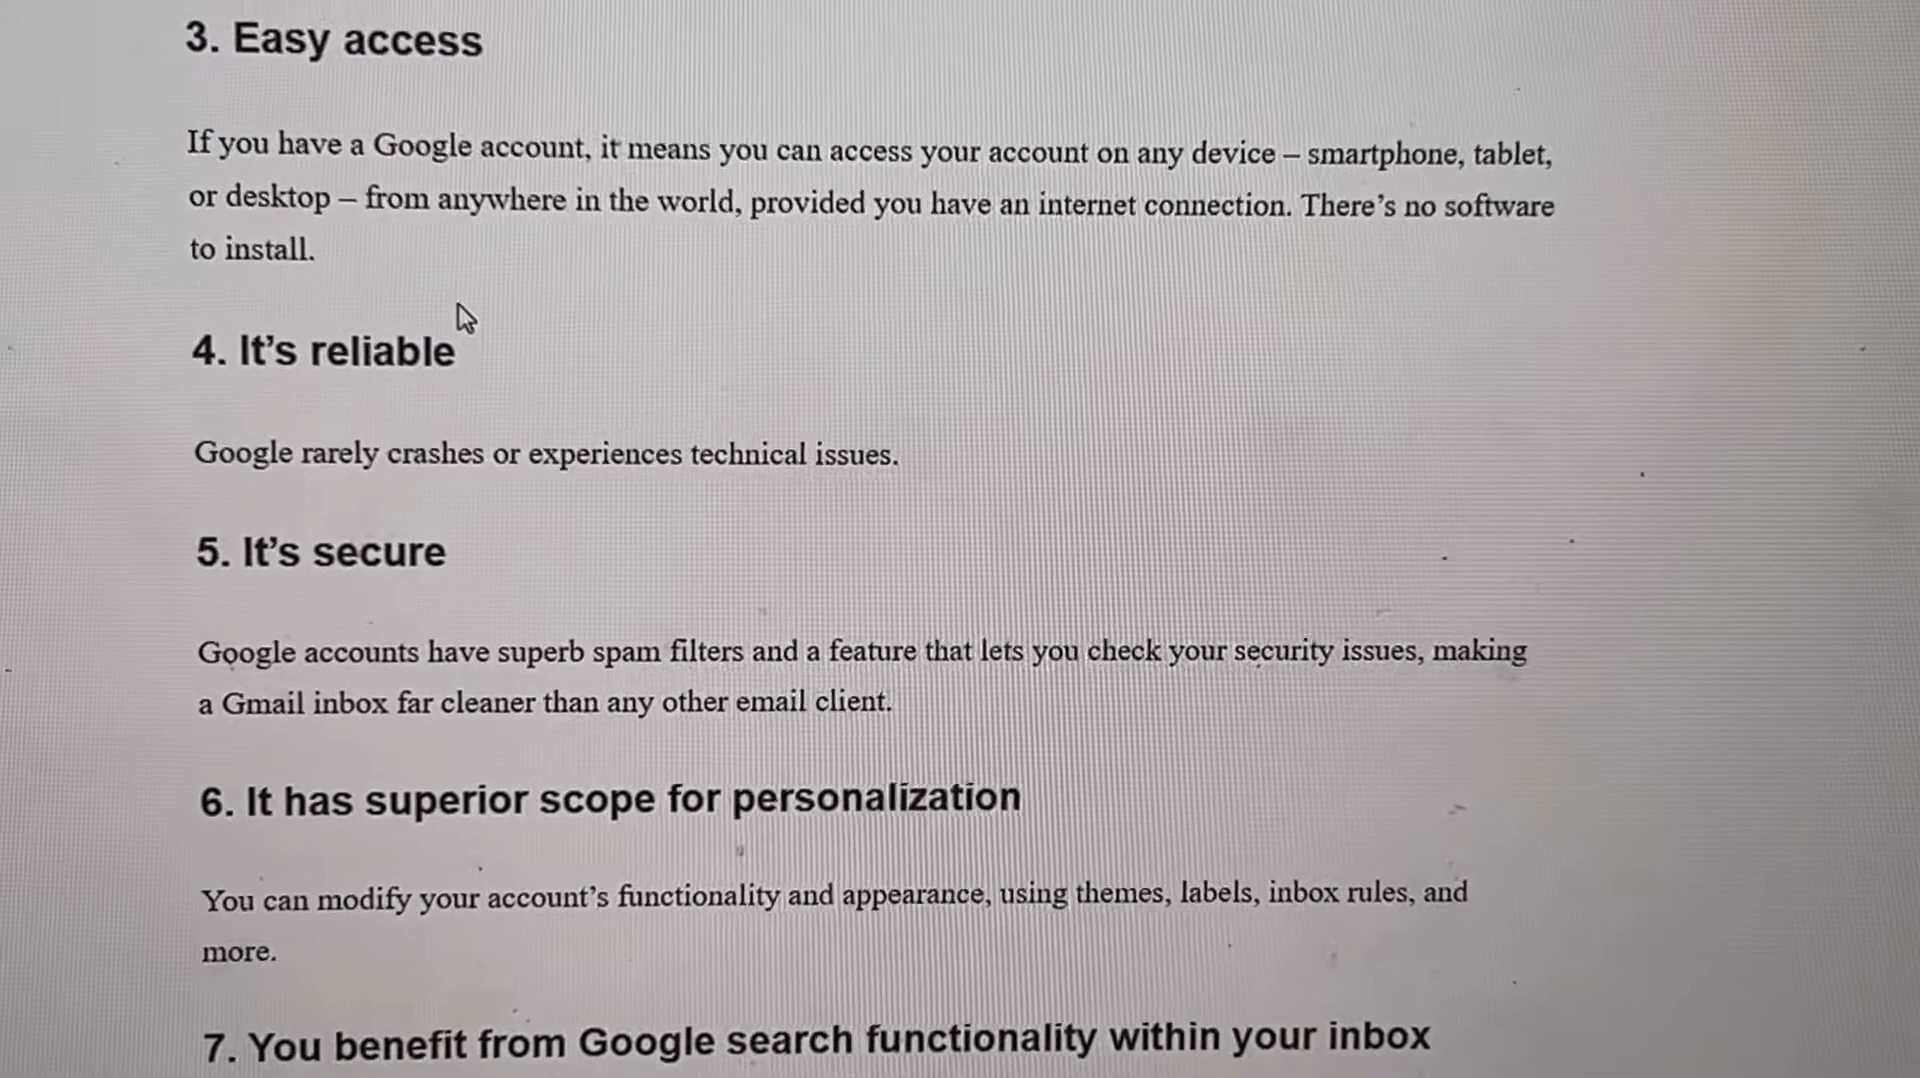 3. Easy access
If you have a Google account, it means you can access your account on any device – smartphone, tablet,
or desktop – from anywhere in the world, provided you have an internet connection. There’s no software
to install.
4. It’s reliable
Google rarely crashes or experiences technical issues.
5. It’s secure
Google accounts have superb spam filters and a feature that lets you check your security issues, making
a Gmail inbox far cleaner than any other email client.
6. It has superior scope for personalization
You can modify your account’s functionality and appearance, using themes, labels, inbox rules, and
more.
7. You benefit from Google search functionality within your inbox